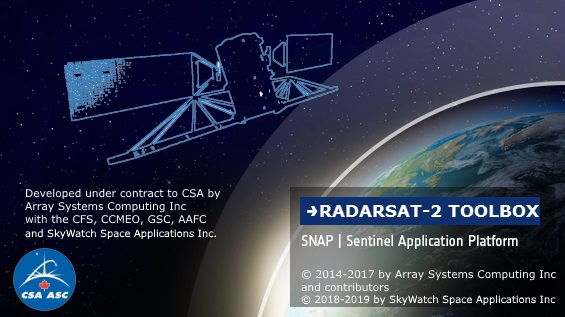 Developed under contract to CSA by
Array Systems Computing Inc
with the CFS, CCMEO, GSC, AAFC
and SkyWatch Space Applications Inc.
CSA ASC
→RADARSAT-2 TOOLBOX
SNAP | Sentinel Application Platform
© 2014-2017 by Array Systems Computing Inc
and contributors
© 2018-2019 by SkyWatch Space Applications Inc